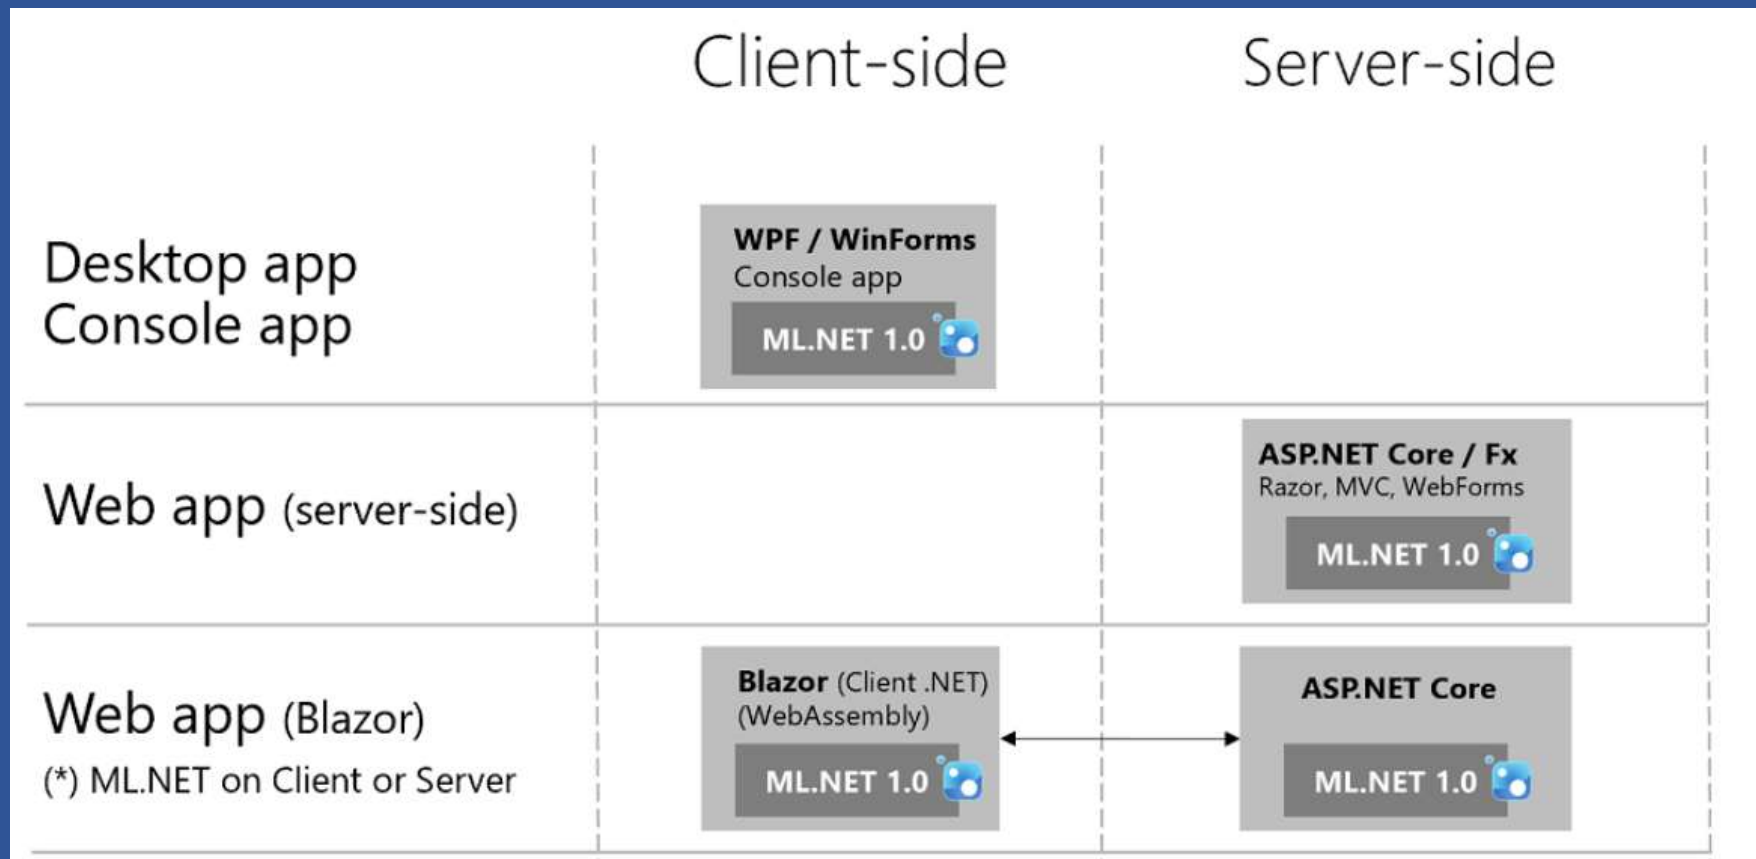 Client-side
Server-side
Desktop app
Console app
WPF / WinForms
Console app
ML.NET 1.0
Web app (server-side)
ASP.NET Core / Fx
Razor, MVC, WebForms
ML.NET 1.0
Web app (Blazor)
(*) ML.NET on Client or Server
Blazor (Client .NET)
(WebAssembly)
ML.NET 1.0
ASP.NET Core
ML.NET 1.0